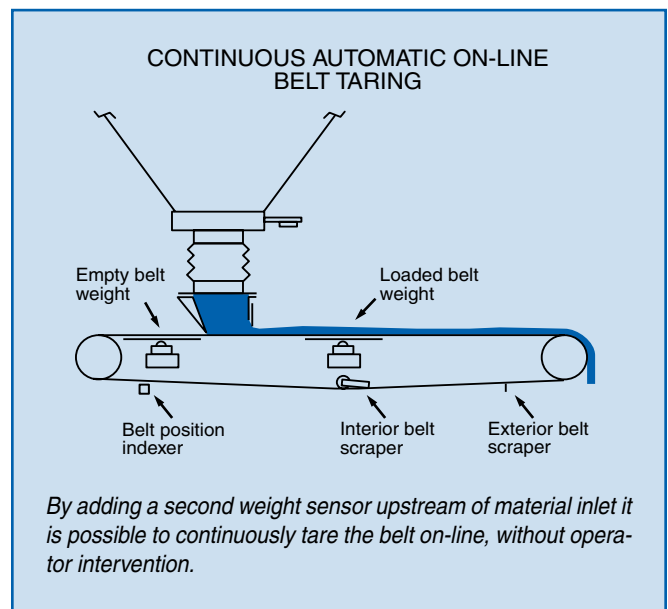 CONTINUOUS AUTOMATIC ON-LINE
BELT TARING
Empty belt
weight
Loaded belt
weight
Belt position
indexer
Interior belt
scraper
Exterior belt
scraper
By adding a second weight sensor upstream of material inlet it
is possible to continuously tare the belt on-line, without opera-
tor intervention.